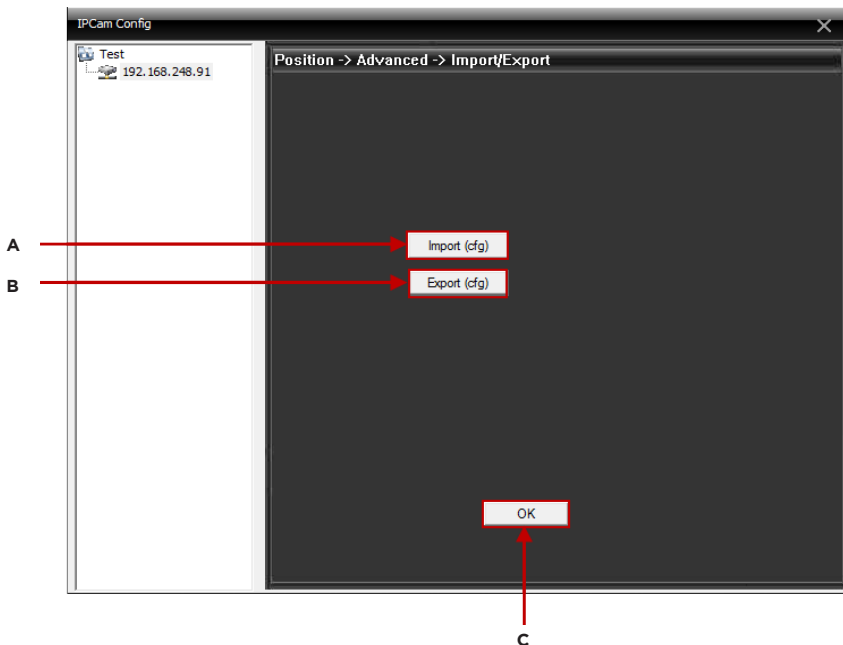 IPCam Config
Test
192.168.248.91
Position -> Advanced -> Import/Export
A
Import (cfg)
B
Export (cfg)
OK
C